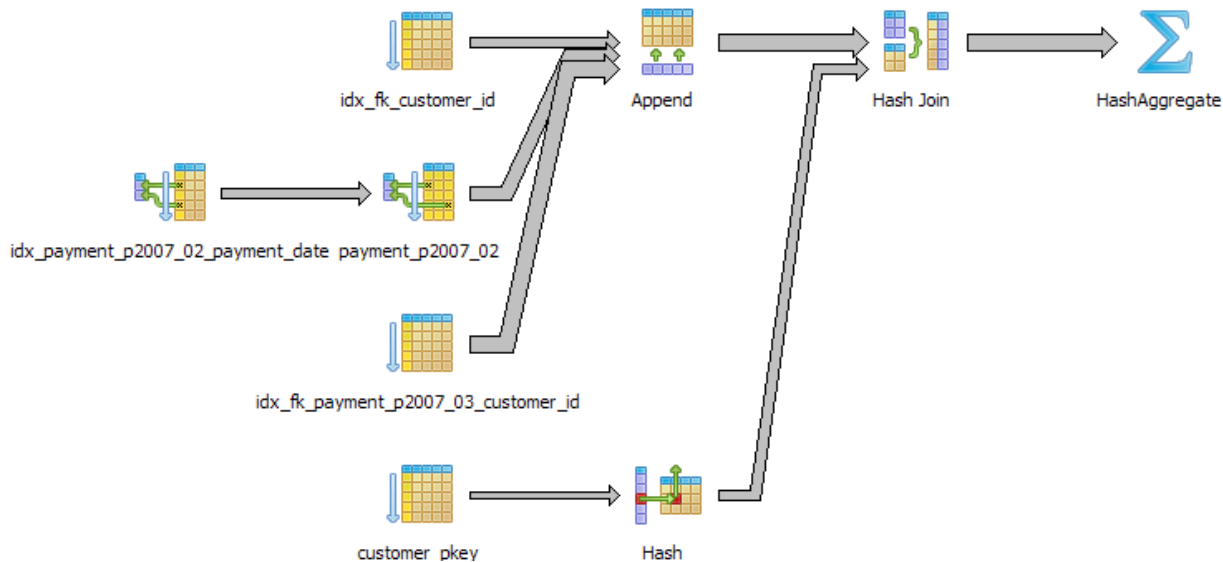 idx_fk_customer_id
Append
Hash Join
HashAggregate
idx_payment_p2007_02_payment_date
payment_p2007_02
idx_fk_payment_p2007_03_customer_id
customer_pkey
Hash